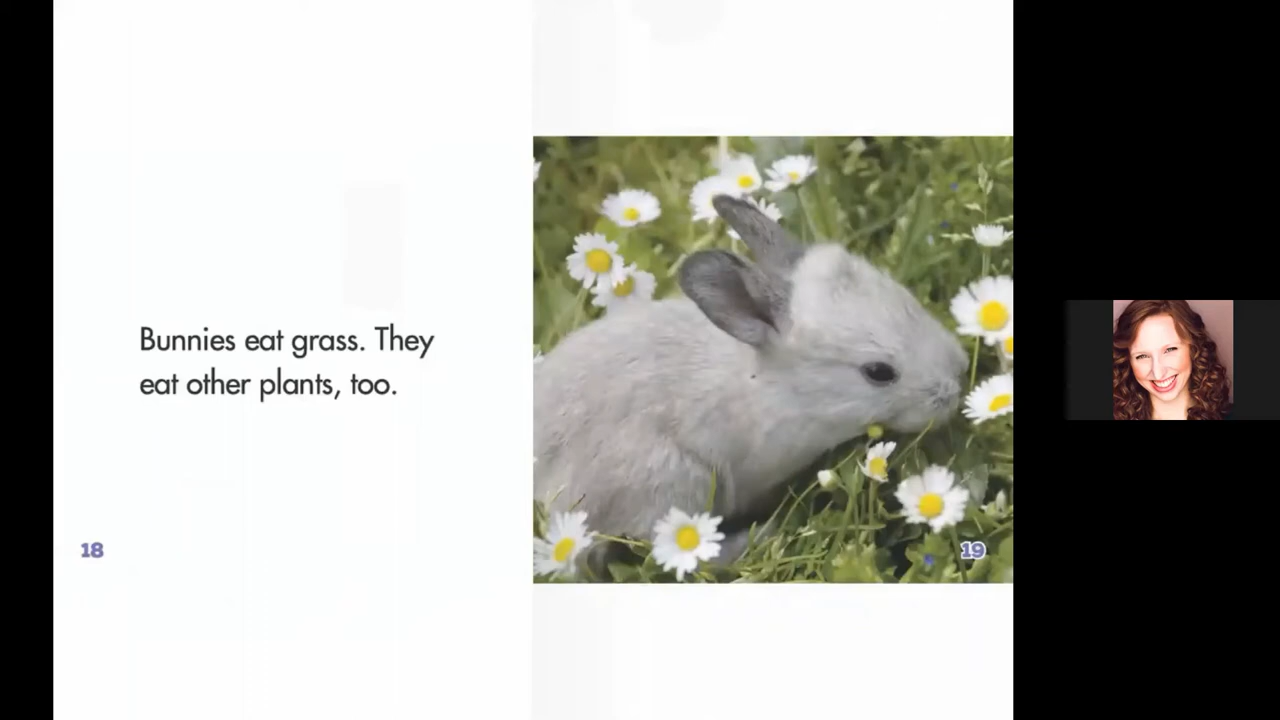 Bunnies eat grass. They
eat other plants, too.
18
19